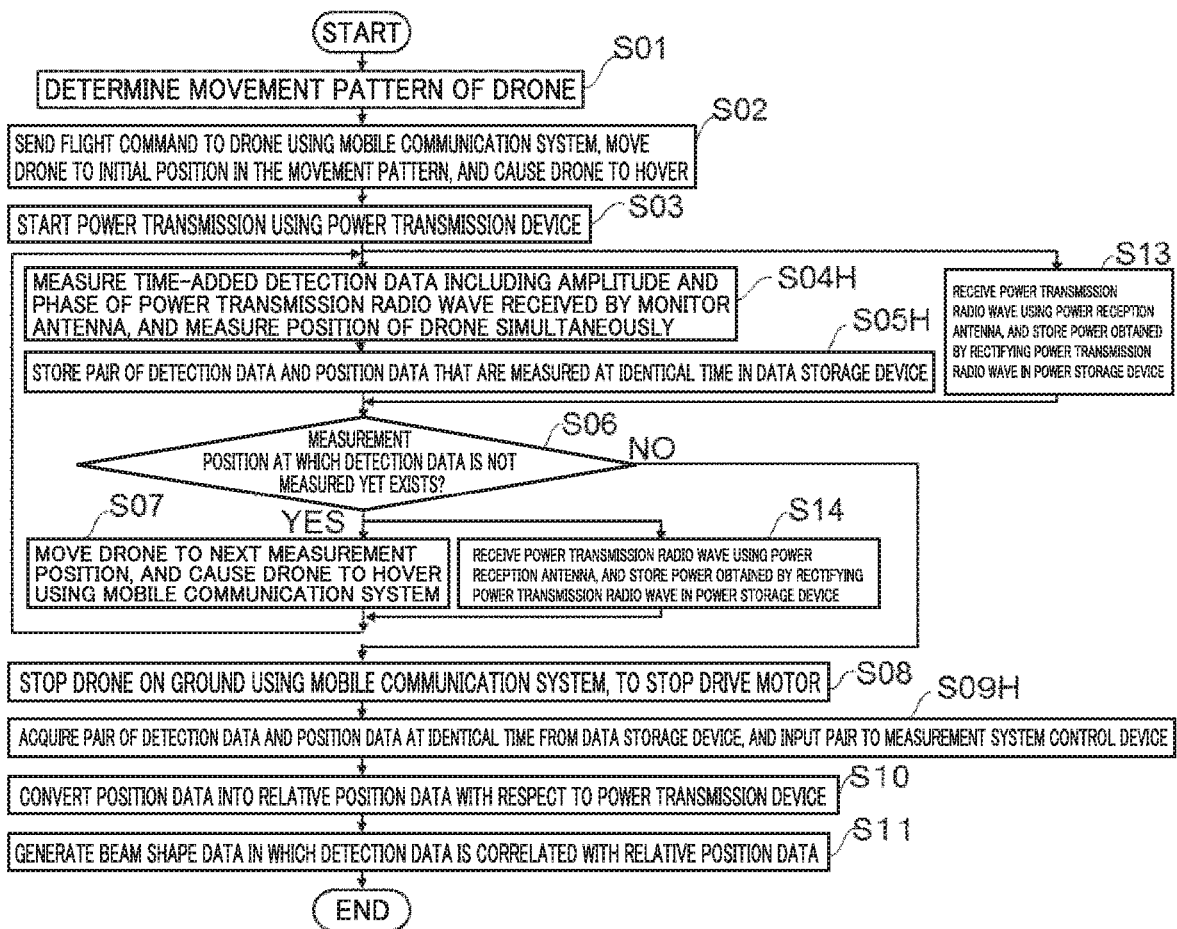 START
S01
DETERMINE MOVEMENT PATTERN OF DRONE
S02
SEND FLIGHT COMMAND TO DRONE USING MOBILE COMMUNICATION SYSTEM, MOVE
DRONE TO INITIAL POSITION IN THE MOVEMENT PATTERN, AND CAUSE DRONE TO HOVER
S03
START POWER TRANSMISSION USING POWER TRANSMISSION DEVICE
S04H
MEASURE TIME-ADDED DETECTION DATA INCLUDING AMPLITUDE AND
PHASE OF POWER TRANSMISSION RADIO WAVE RECEIVED BY MONITOR
ANTENNA, AND MEASURE POSITION OF DRONE SIMULTANEOUSLY
S13
RECEIVE POWER TRANSMISSION
RADIO WAVE USING POWER RECEPTION
ANTENNA, AND STORE POWER OBTAINED
BY RECTIFYING POWER TRANSMISSION
RADIO WAVE IN POWER STORAGE DEVICE
S05H
STORE PAIR OF DETECTION DATA AND POSITION DATA THAT ARE MEASURED AT IDENTICAL TIME IN DATA STORAGE DEVICE
S06
MEASUREMENT
POSITION AT WHICH DETECTION DATA IS NOT
MEASURED YET EXISTS?
NO
YES
S07
MOVE DRONE TO NEXT MEASUREMENT
POSITION, AND CAUSE DRONE TO HOVER
USING MOBILE COMMUNICATION SYSTEM
S14
RECEIVE POWER TRANSMISSION RADIO WAVE USING POWER
RECEPTION ANTENNA, AND STORE POWER OBTAINED BY RECTIFYING
POWER TRANSMISSION RADIO WAVE IN POWER STORAGE DEVICE
S08
STOP DRONE ON GROUND USING MOBILE COMMUNICATION SYSTEM, TO STOP DRIVE MOTOR
S09H
ACQUIRE PAIR OF DETECTION DATA AND POSITION DATA AT IDENTICAL TIME FROM DATA STORAGE DEVICE, AND INPUT PAIR TO MEASUREMENT SYSTEM CONTROL DEVICE
S10
CONVERT POSITION DATA INTO RELATIVE POSITION DATA WITH RESPECT TO POWER TRANSMISSION DEVICE
S11
GENERATE BEAM SHAPE DATA IN WHICH DETECTION DATA IS CORRELATED WITH RELATIVE POSITION DATA
END